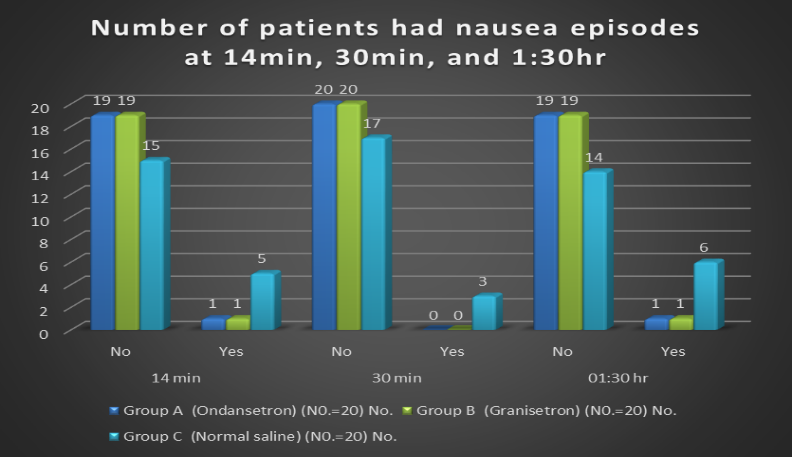 Number of patients had nausea episodes
at 14min, 30min, and 1:30hr
20
18
16
14
12
10
8
6
4
2
0
19 19 15
1 1 5
20 20 17
0 0 3
19 19 14
1 1 6
No Yes No Yes No Yes
14 min 30 min 01:30 hr
Group A (Ondansetron) (N0.=20) No. Group B (Granisetron) (N0.=20) No.
Group C (Normal saline) (N0.=20) No.